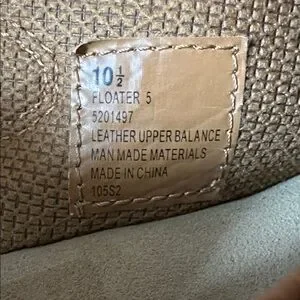 10 ½
FLOATER 5
5201497
LEATHER UPPER BALANCE
MAN MADE MATERIALS
MADE IN CHINA
105S2